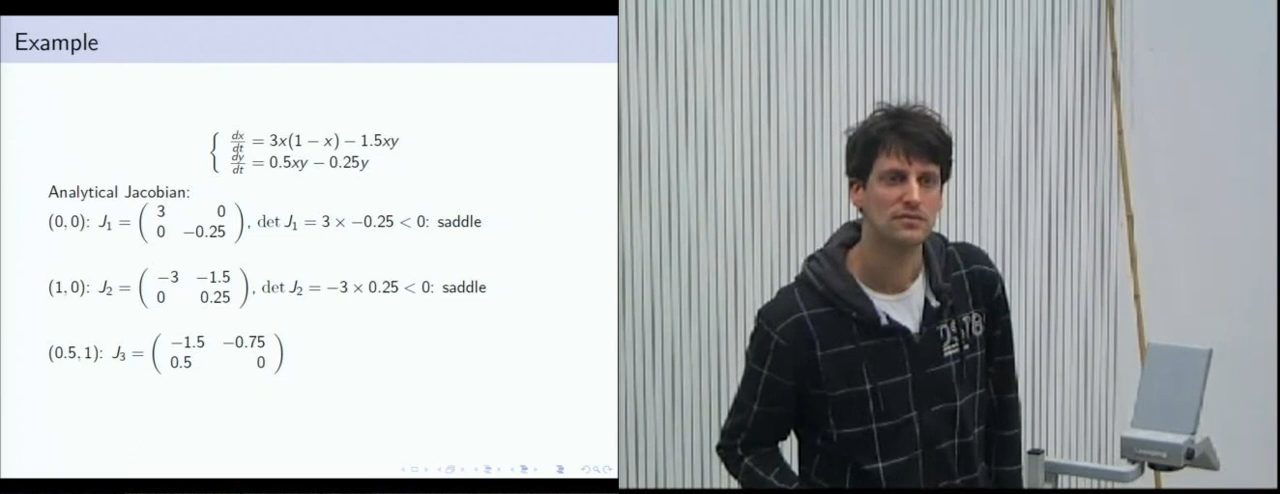 Example
{ dx/dt = 3x(1 − x) − 1.5xy
dy/dt = 0.5xy − 0.25y
Analytical Jacobian:
(0, 0): J₁ = ( 3 0 ; 0 −0.25 ), det J₁ = 3 × −0.25 < 0: saddle
(1, 0): J₂ = ( −3 −1.5 ; 0 0.25 ), det J₂ = −3 × 0.25 < 0: saddle
(0.5, 1): J₃ = ( −1.5 −0.75 ; 0.5 0 )